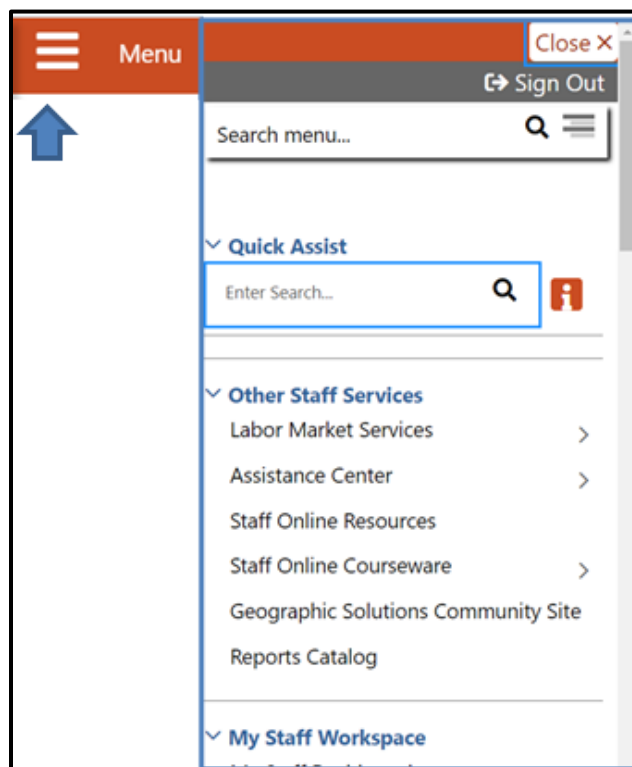 Menu
Close ×
Sign Out
Search menu...
Quick Assist
Enter Search...
Other Staff Services
Labor Market Services
Assistance Center
Staff Online Resources
Staff Online Courseware
Geographic Solutions Community Site
Reports Catalog
My Staff Workspace